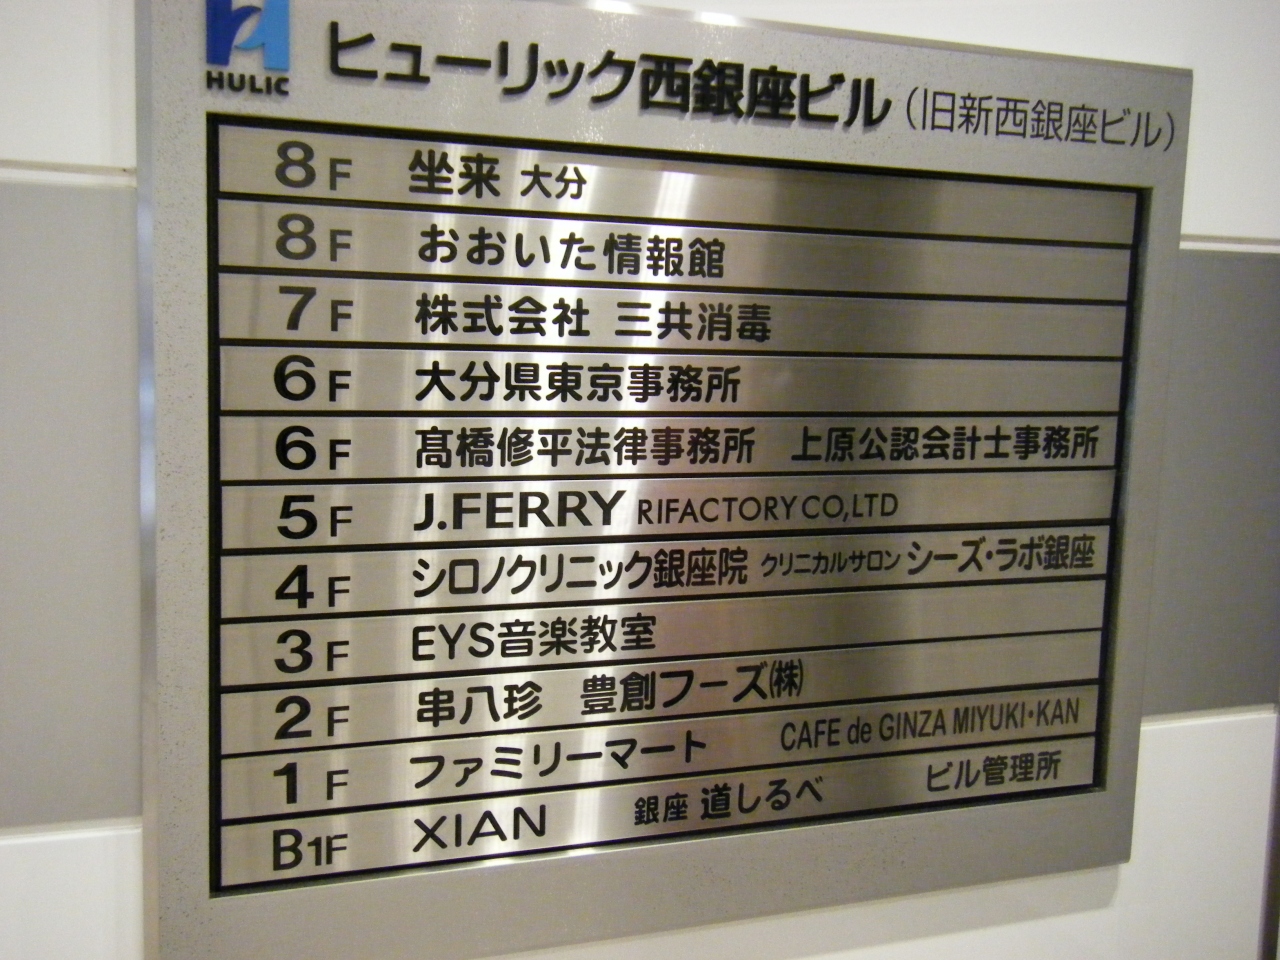 HULIC
ヒューリック西銀座ビル（旧新西銀座ビル）
8F 坐来 大分
8F おおいた情報館
7F 株式会社 三共消毒
6F 大分県東京事務所
6F 髙橋修平法律事務所 上原公認会計士事務所
5F J.FERRY RIFACTORY CO,LTD
4F シロノクリニック銀座院 クリニカルサロン シーズ・ラボ銀座
3F EYS音楽教室
2F 串八珍 豊創フーズ㈱
1F ファミリーマート CAFE de GINZA MIYUKI・KAN
B1F XIAN 銀座 道しるべ ビル管理所